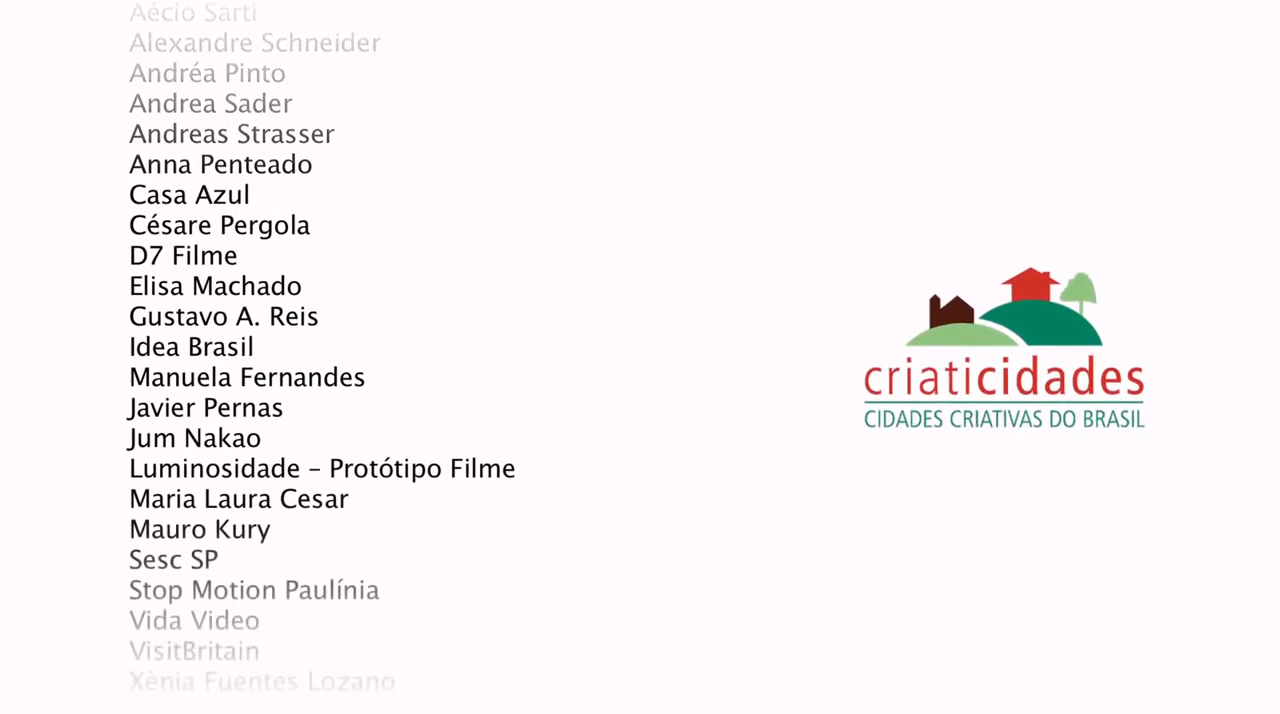 Aécio Sarti
Alexandre Schneider
Andréa Pinto
Andrea Sader
Andreas Strasser
Anna Penteado
Casa Azul
Césare Pergola
D7 Filme
Elisa Machado
Gustavo A. Reis
Idea Brasil
Manuela Fernandes
Javier Pernas
Jum Nakao
Luminosidade – Protótipo Filme
Maria Laura Cesar
Mauro Kury
Sesc SP
Stop Motion Paulínia
Vida Video
VisitBritain
Xènia Fuentes Lozano
criaticidades
CIDADES CRIATIVAS DO BRASIL